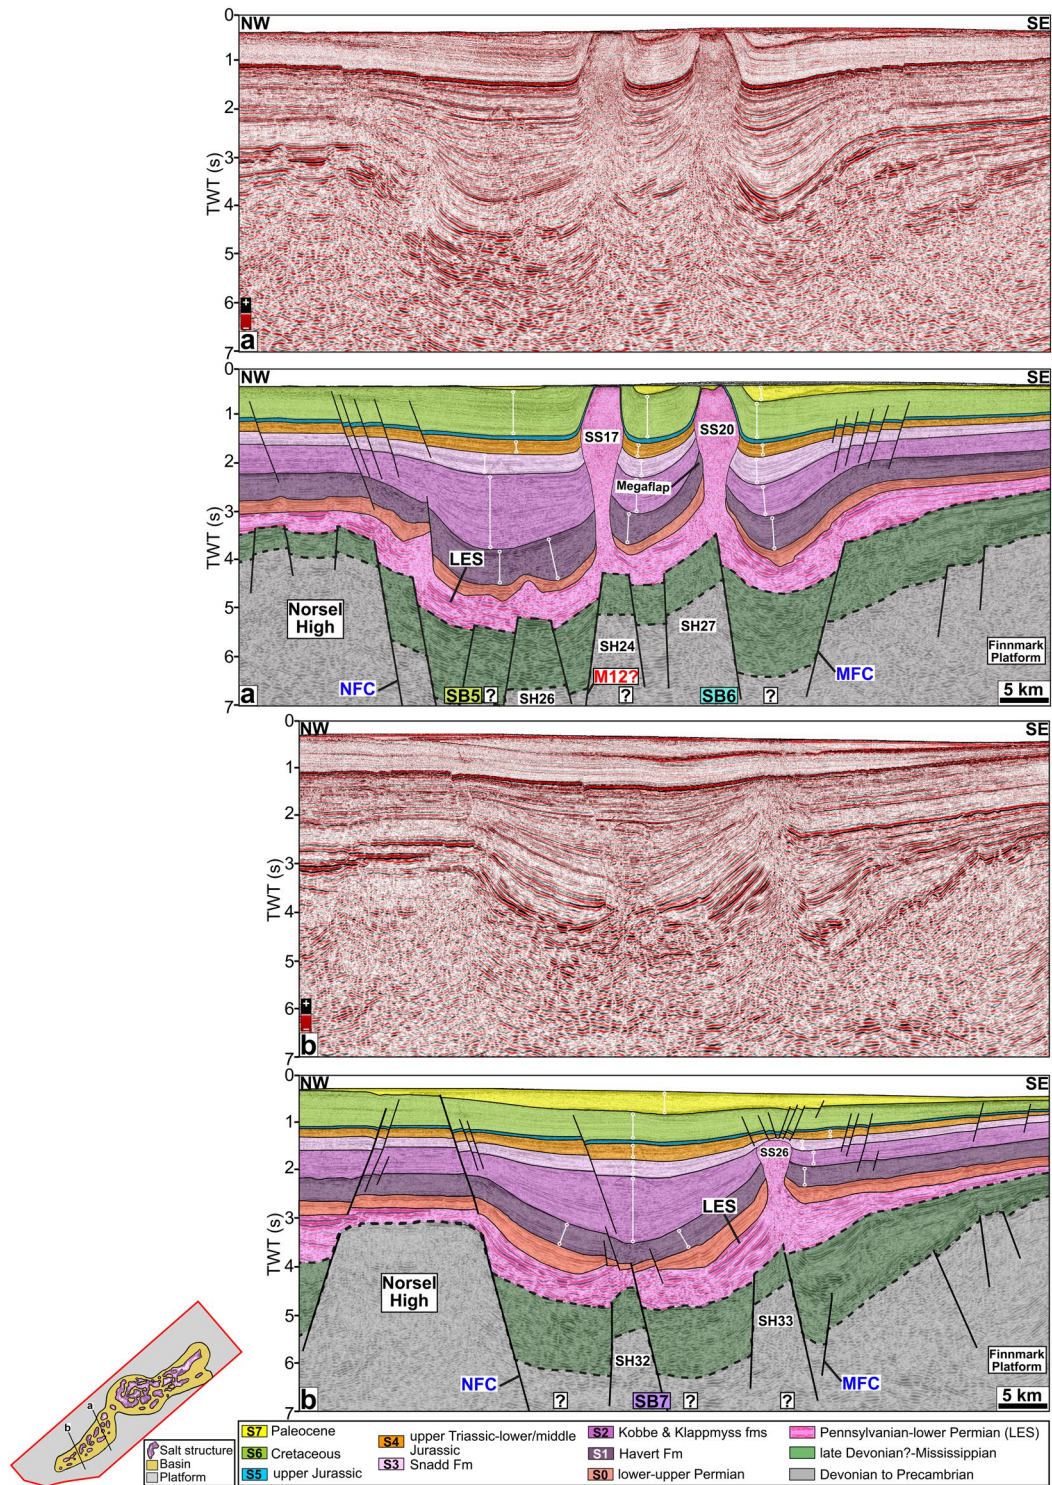 NW
SE
0
1
2
3
4
5
6
7
TWT (s)
+
–
a
NW
SE
0
1
2
3
4
5
6
7
TWT (s)
SS17
SS20
Megaflap
LES
Norsel
High
SH24
SH27
SH26
M12?
NFC
SB5
?
?
SB6
?
MFC
Finnmark
Platform
5 km
a
NW
SE
0
1
2
3
4
5
6
7
TWT (s)
+
–
b
NW
SE
0
1
2
3
4
5
6
7
TWT (s)
SS26
LES
Norsel
High
SH33
SH32
NFC
?
SB7
?
?
MFC
Finnmark
Platform
5 km
b
a
b
Salt structure
Basin
Platform
S7 Paleocene
S6 Cretaceous
S5 upper Jurassic
S4 upper Triassic-lower/middle
Jurassic
S3 Snadd Fm
S2 Kobbe & Klappmyss fms
S1 Havert Fm
S0 lower-upper Permian
Pennsylvanian-lower Permian (LES)
late Devonian?-Mississippian
Devonian to Precambrian